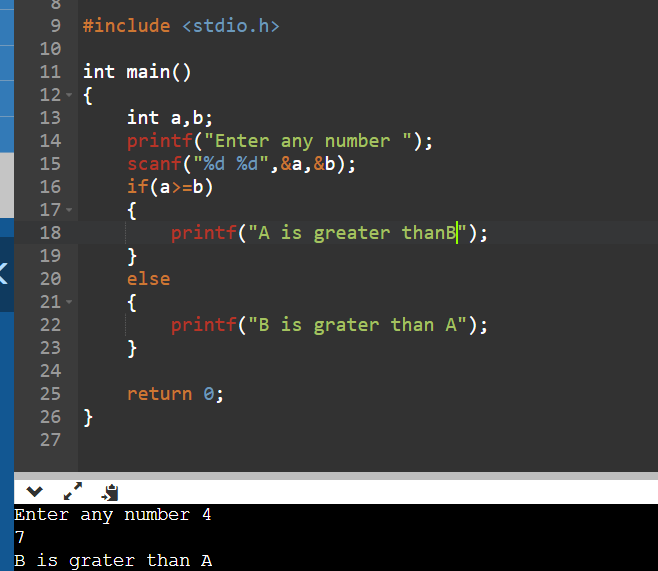 8
9 #include <stdio.h>
10
11 int main()
12 {
13 int a,b;
14 printf("Enter any number ");
15 scanf("%d %d",&a,&b);
16 if(a>=b)
17 {
18 printf("A is greater thanB");
19 }
20 else
21 {
22 printf("B is grater than A");
23 }
24
25 return 0;
26 }
27
Enter any number 4
7
B is grater than A